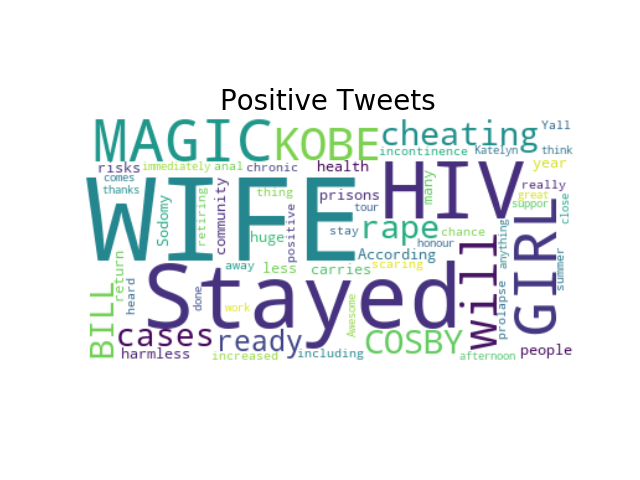 Positive Tweets
MAGIC KOBE cheating Yall
incontinence Katelyn think
risks immediately anal chronic health HIV year
comes thanks WIFE thing prisons many really
great suppor close
Sodomy retiring community huge positive tour rape chance GIRL
stay honour
According anything
return heard away less carries scaring will summer
BILL done Stayed prolapse
work Awesome
cases ready COSBY people
harmless increased including afternoon